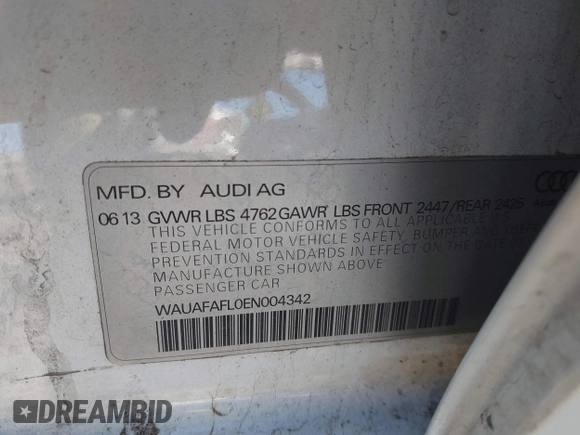 MFD. BY AUDI AG
06 13 GVWR LBS 4762 GAWR LBS FRONT 2447/REAR 2425
THIS VEHICLE CONFORMS TO ALL APPLICABLE U.S.
FEDERAL MOTOR VEHICLE SAFETY, BUMPER AND THEFT
PREVENTION STANDARDS IN EFFECT ON THE DATE
MANUFACTURE SHOWN ABOVE
PASSENGER CAR
WAUAFAFL0EN004342
DREAMBID